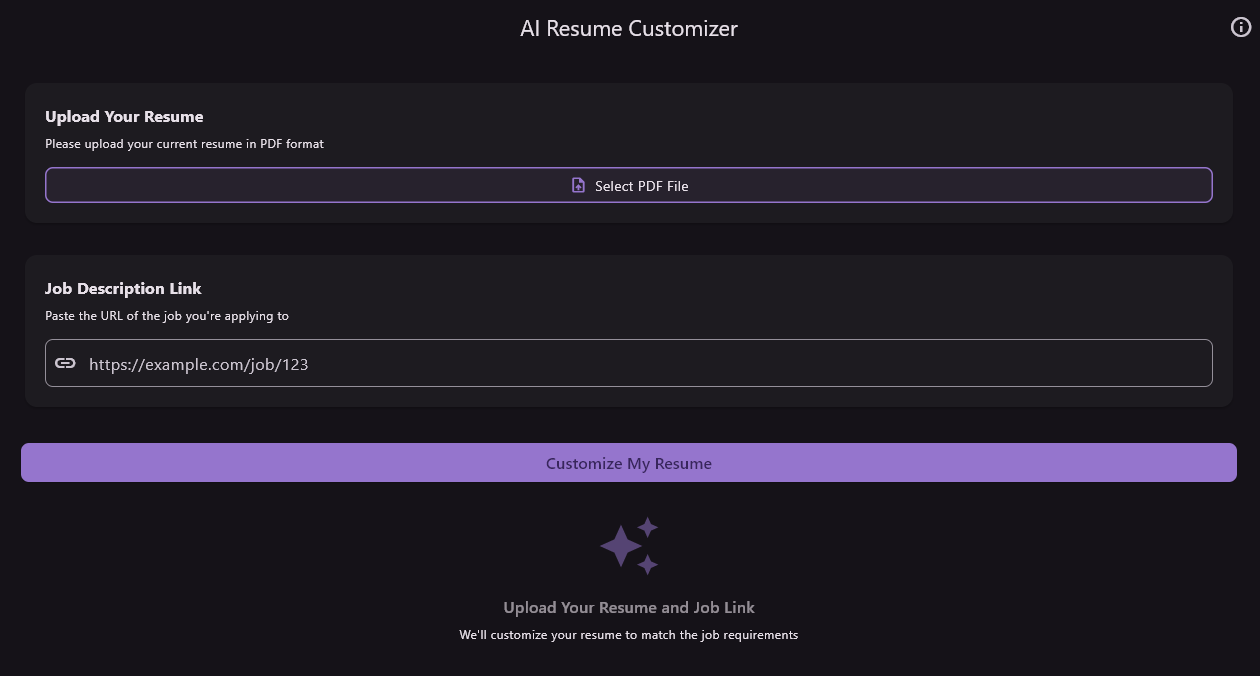 AI Resume Customizer
Upload Your Resume
Please upload your current resume in PDF format
Select PDF File
Job Description Link
Paste the URL of the job you're applying to
https://example.com/job/123
Customize My Resume
Upload Your Resume and Job Link
We'll customize your resume to match the job requirements